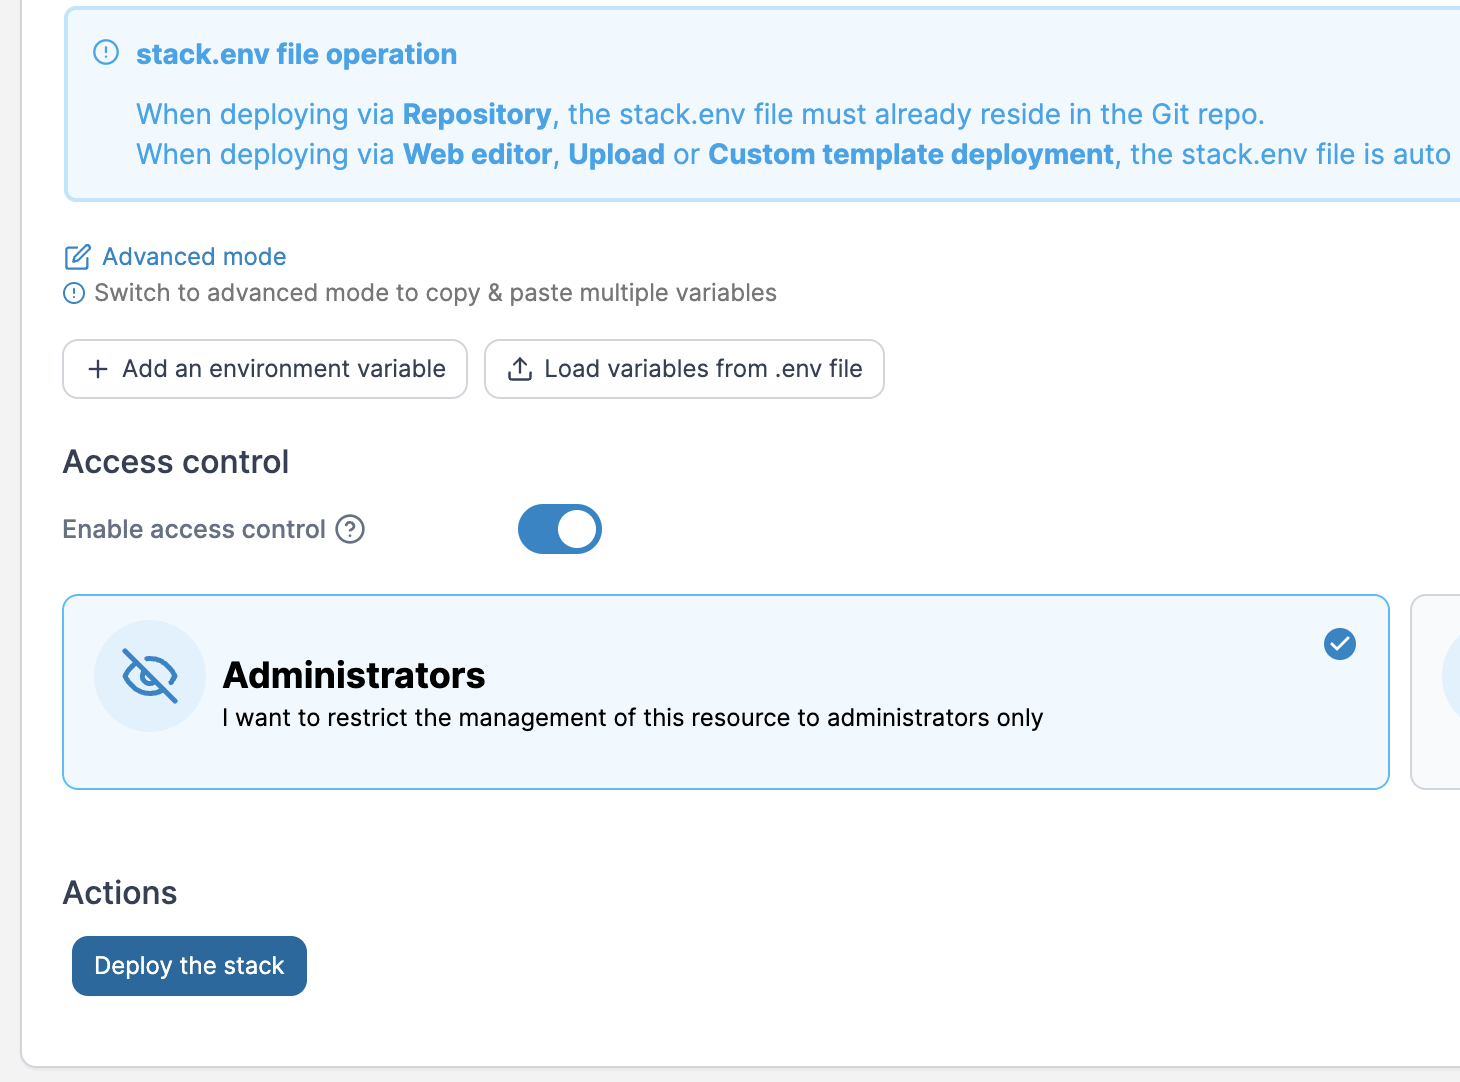 stack.env file operation
When deploying via Repository, the stack.env file must already reside in the Git repo.
When deploying via Web editor, Upload or Custom template deployment, the stack.env file is auto
Advanced mode
Switch to advanced mode to copy & paste multiple variables
Add an environment variable
Load variables from .env file
Access control
Enable access control
Administrators
I want to restrict the management of this resource to administrators only
Actions
Deploy the stack